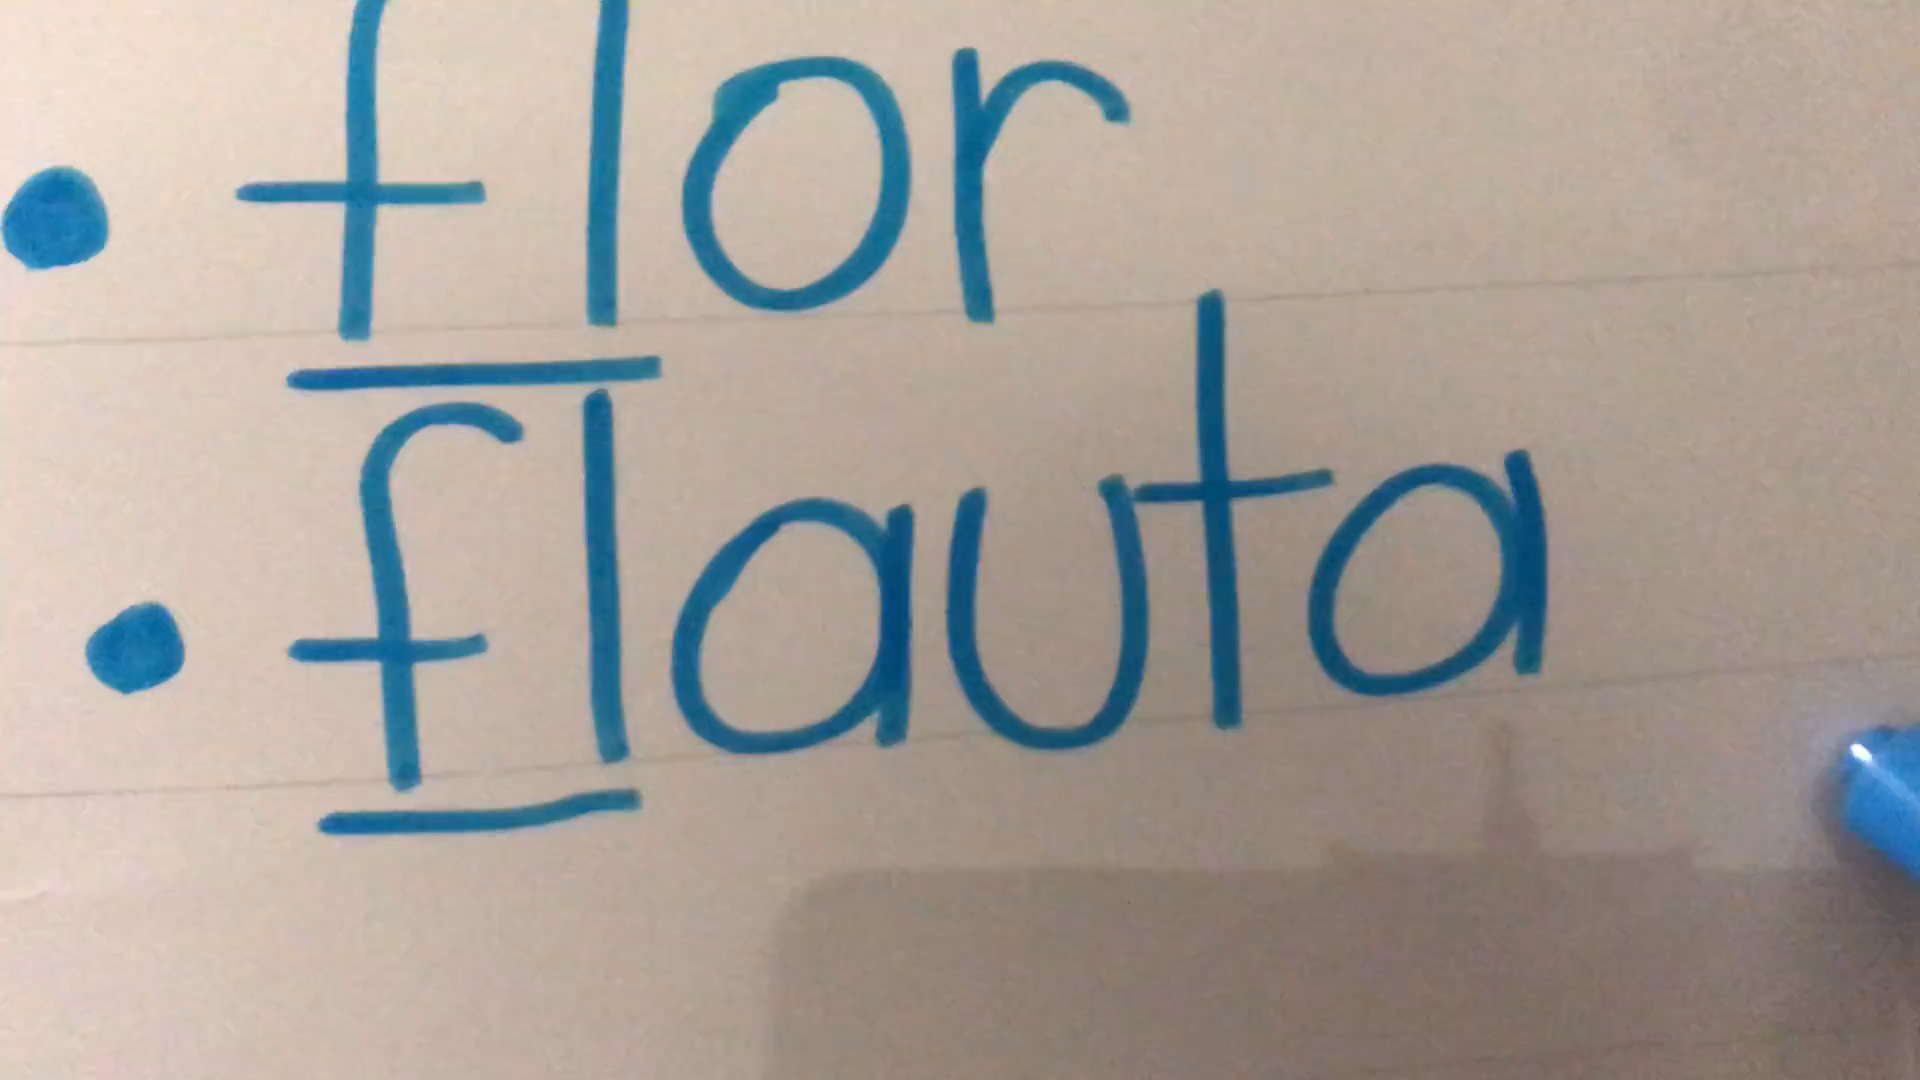 • flor
• flauta